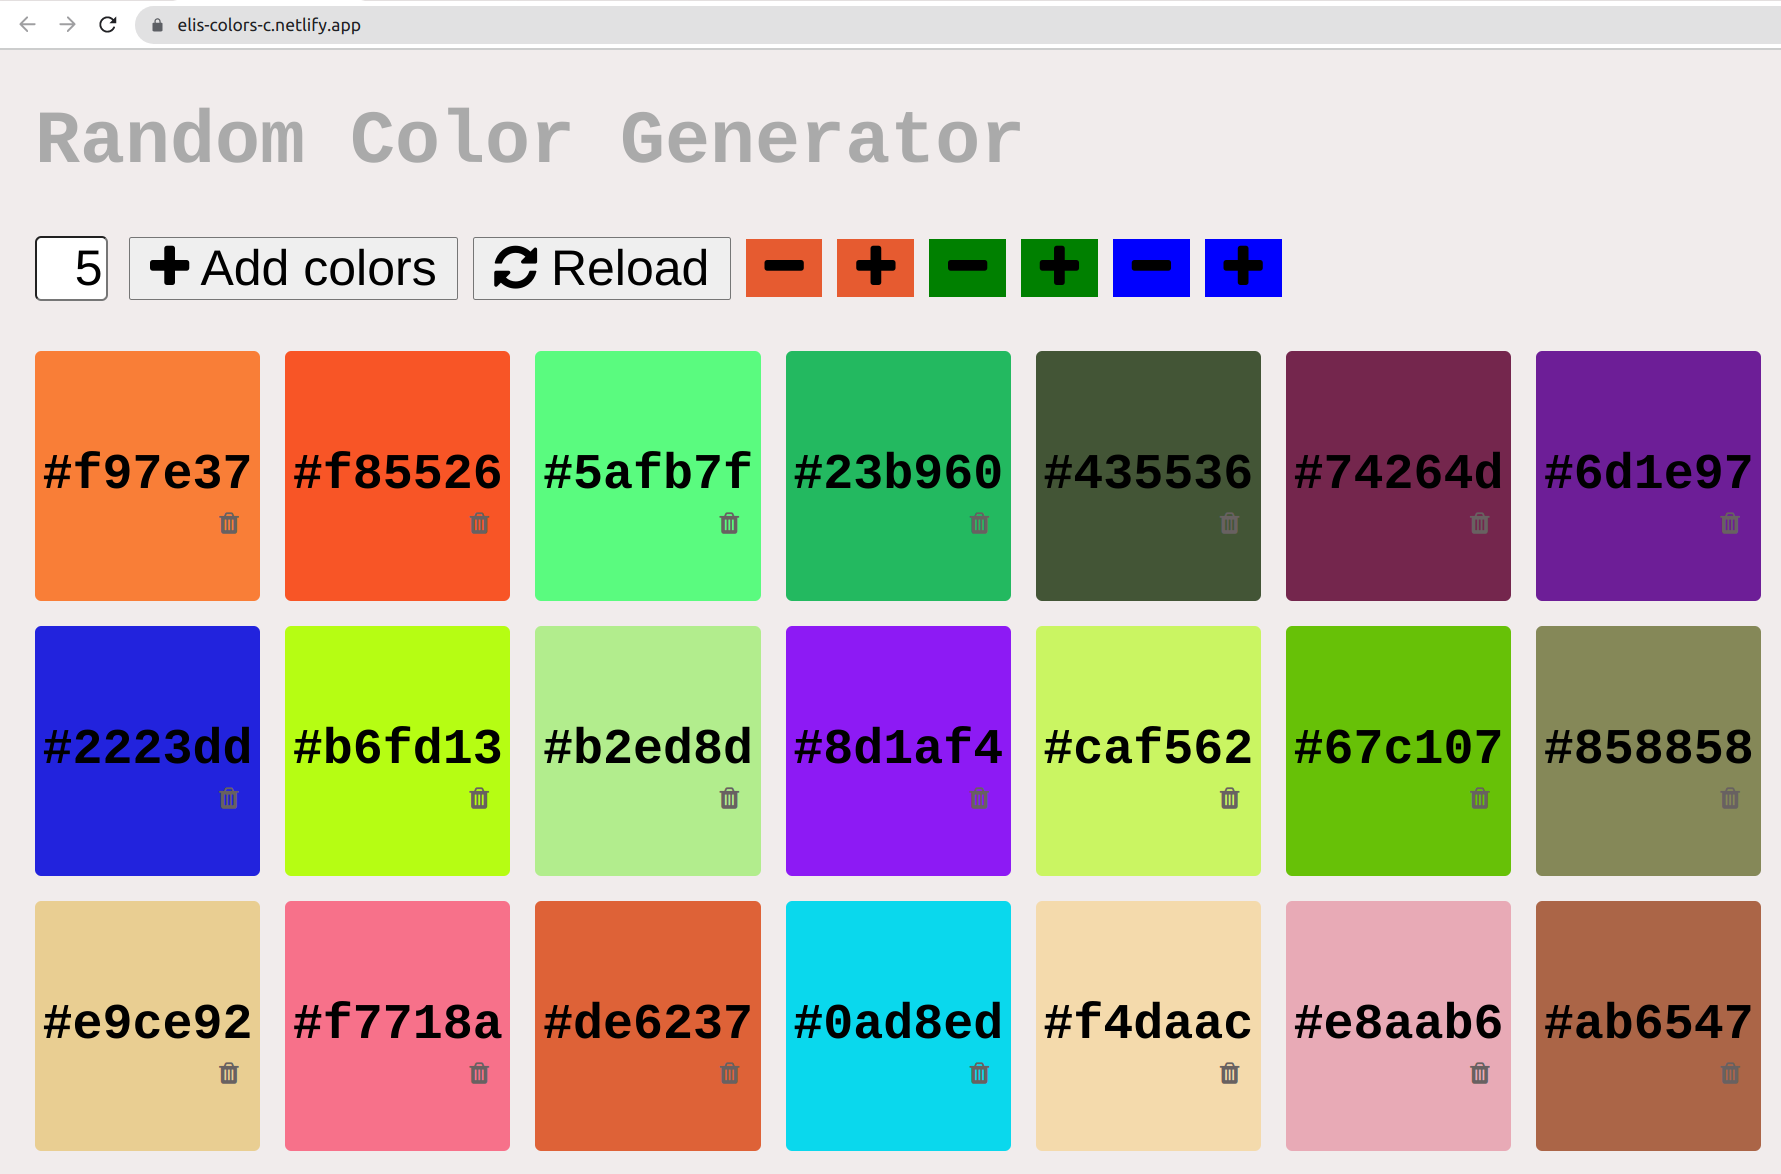 elis-colors-c.netlify.app
Random Color Generator
5 Add colors Reload
#f97e37 #f85526 #5afb7f #23b960 #435536 #74264d #6d1e97
#2223dd #b6fd13 #b2ed8d #8d1af4 #caf562 #67c107 #858858
#e9ce92 #f7718a #de6237 #0ad8ed #f4daac #e8aab6 #ab6547